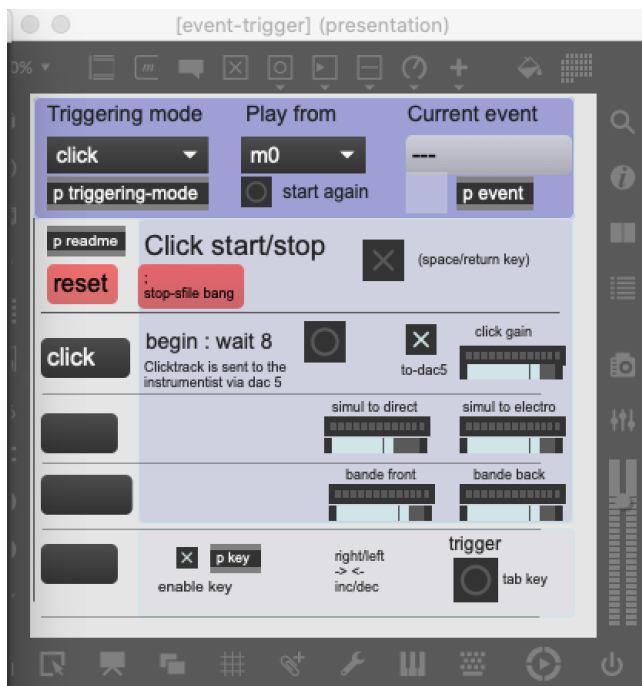 [event-trigger] (presentation)
0%
m
Triggering mode
Play from
Current event
click
m0
---
p triggering-mode
start again
p event
p readme
Click start/stop
(space/return key)
reset
;
stop-sfile bang
click
begin : wait 8
Clicktrack is sent to the
instrumentist via dac 5
to-dac5
click gain
simul to direct
simul to electro
bande front
bande back
p key
enable key
right/left
-> <-
inc/dec
trigger
tab key